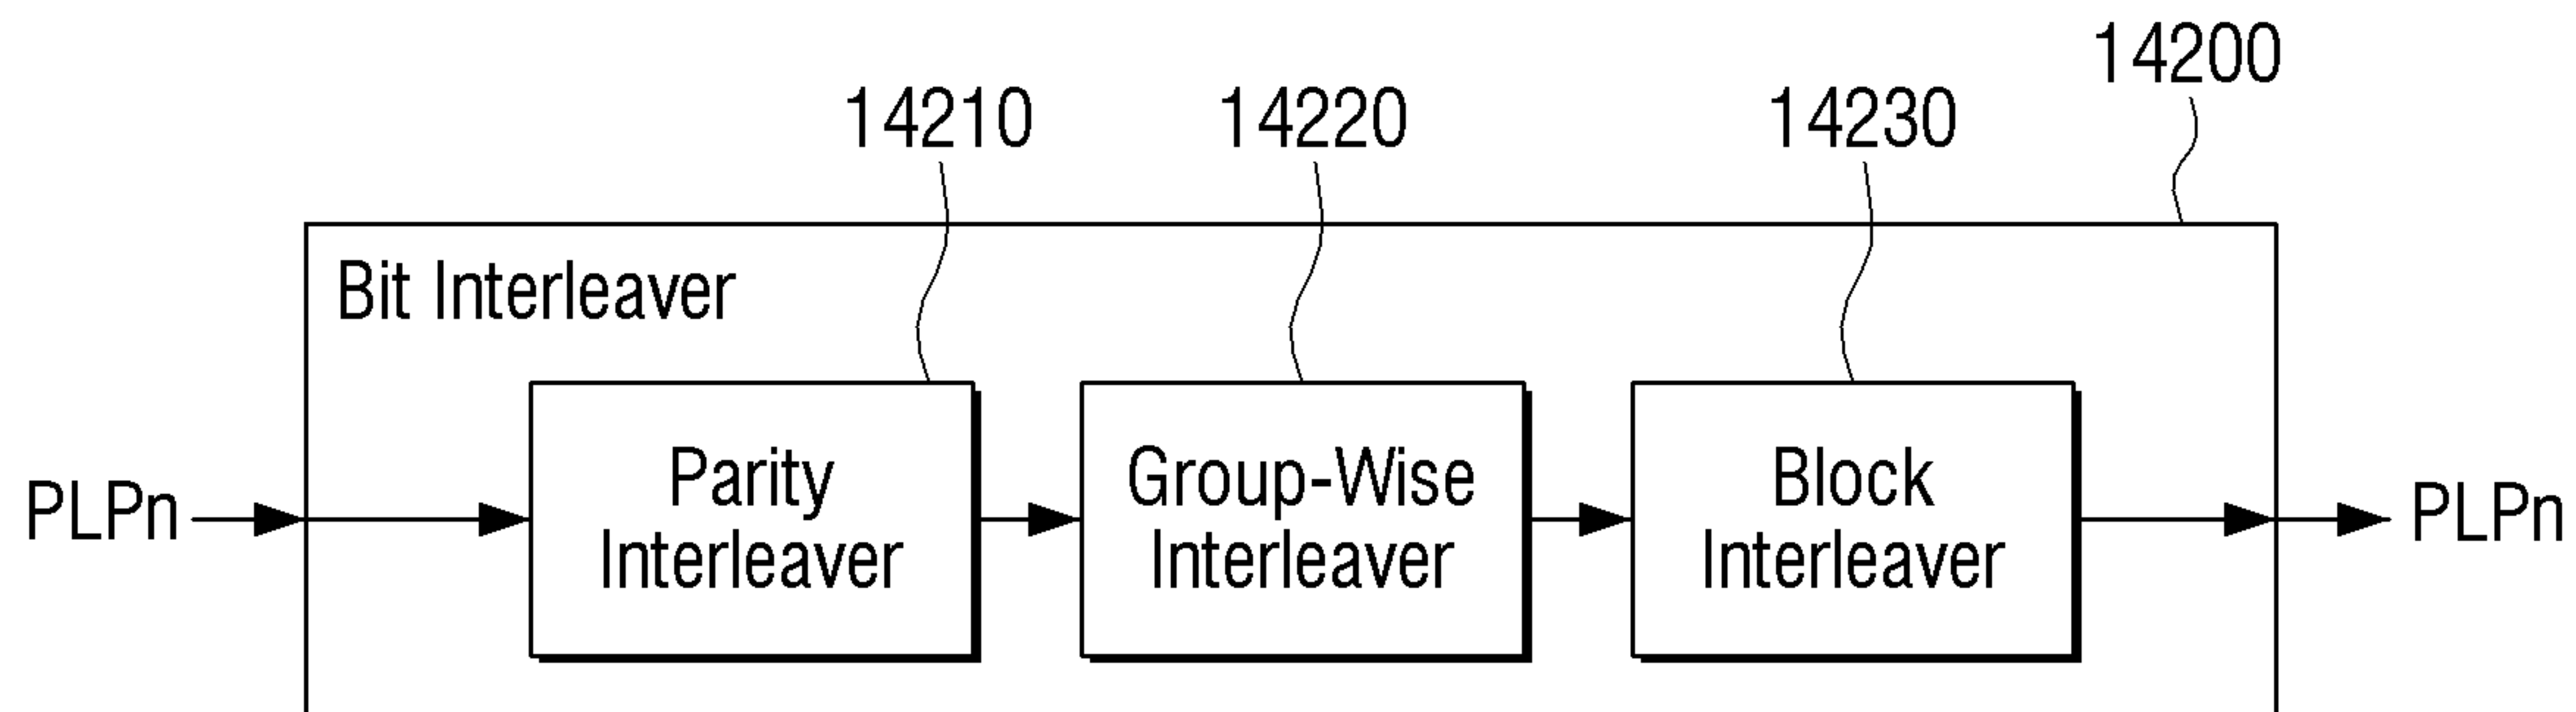 14200
14210
14220
14230
Bit Interleaver
PLPn
Parity
Interleaver
Group-Wise
Interleaver
Block
Interleaver
PLPn